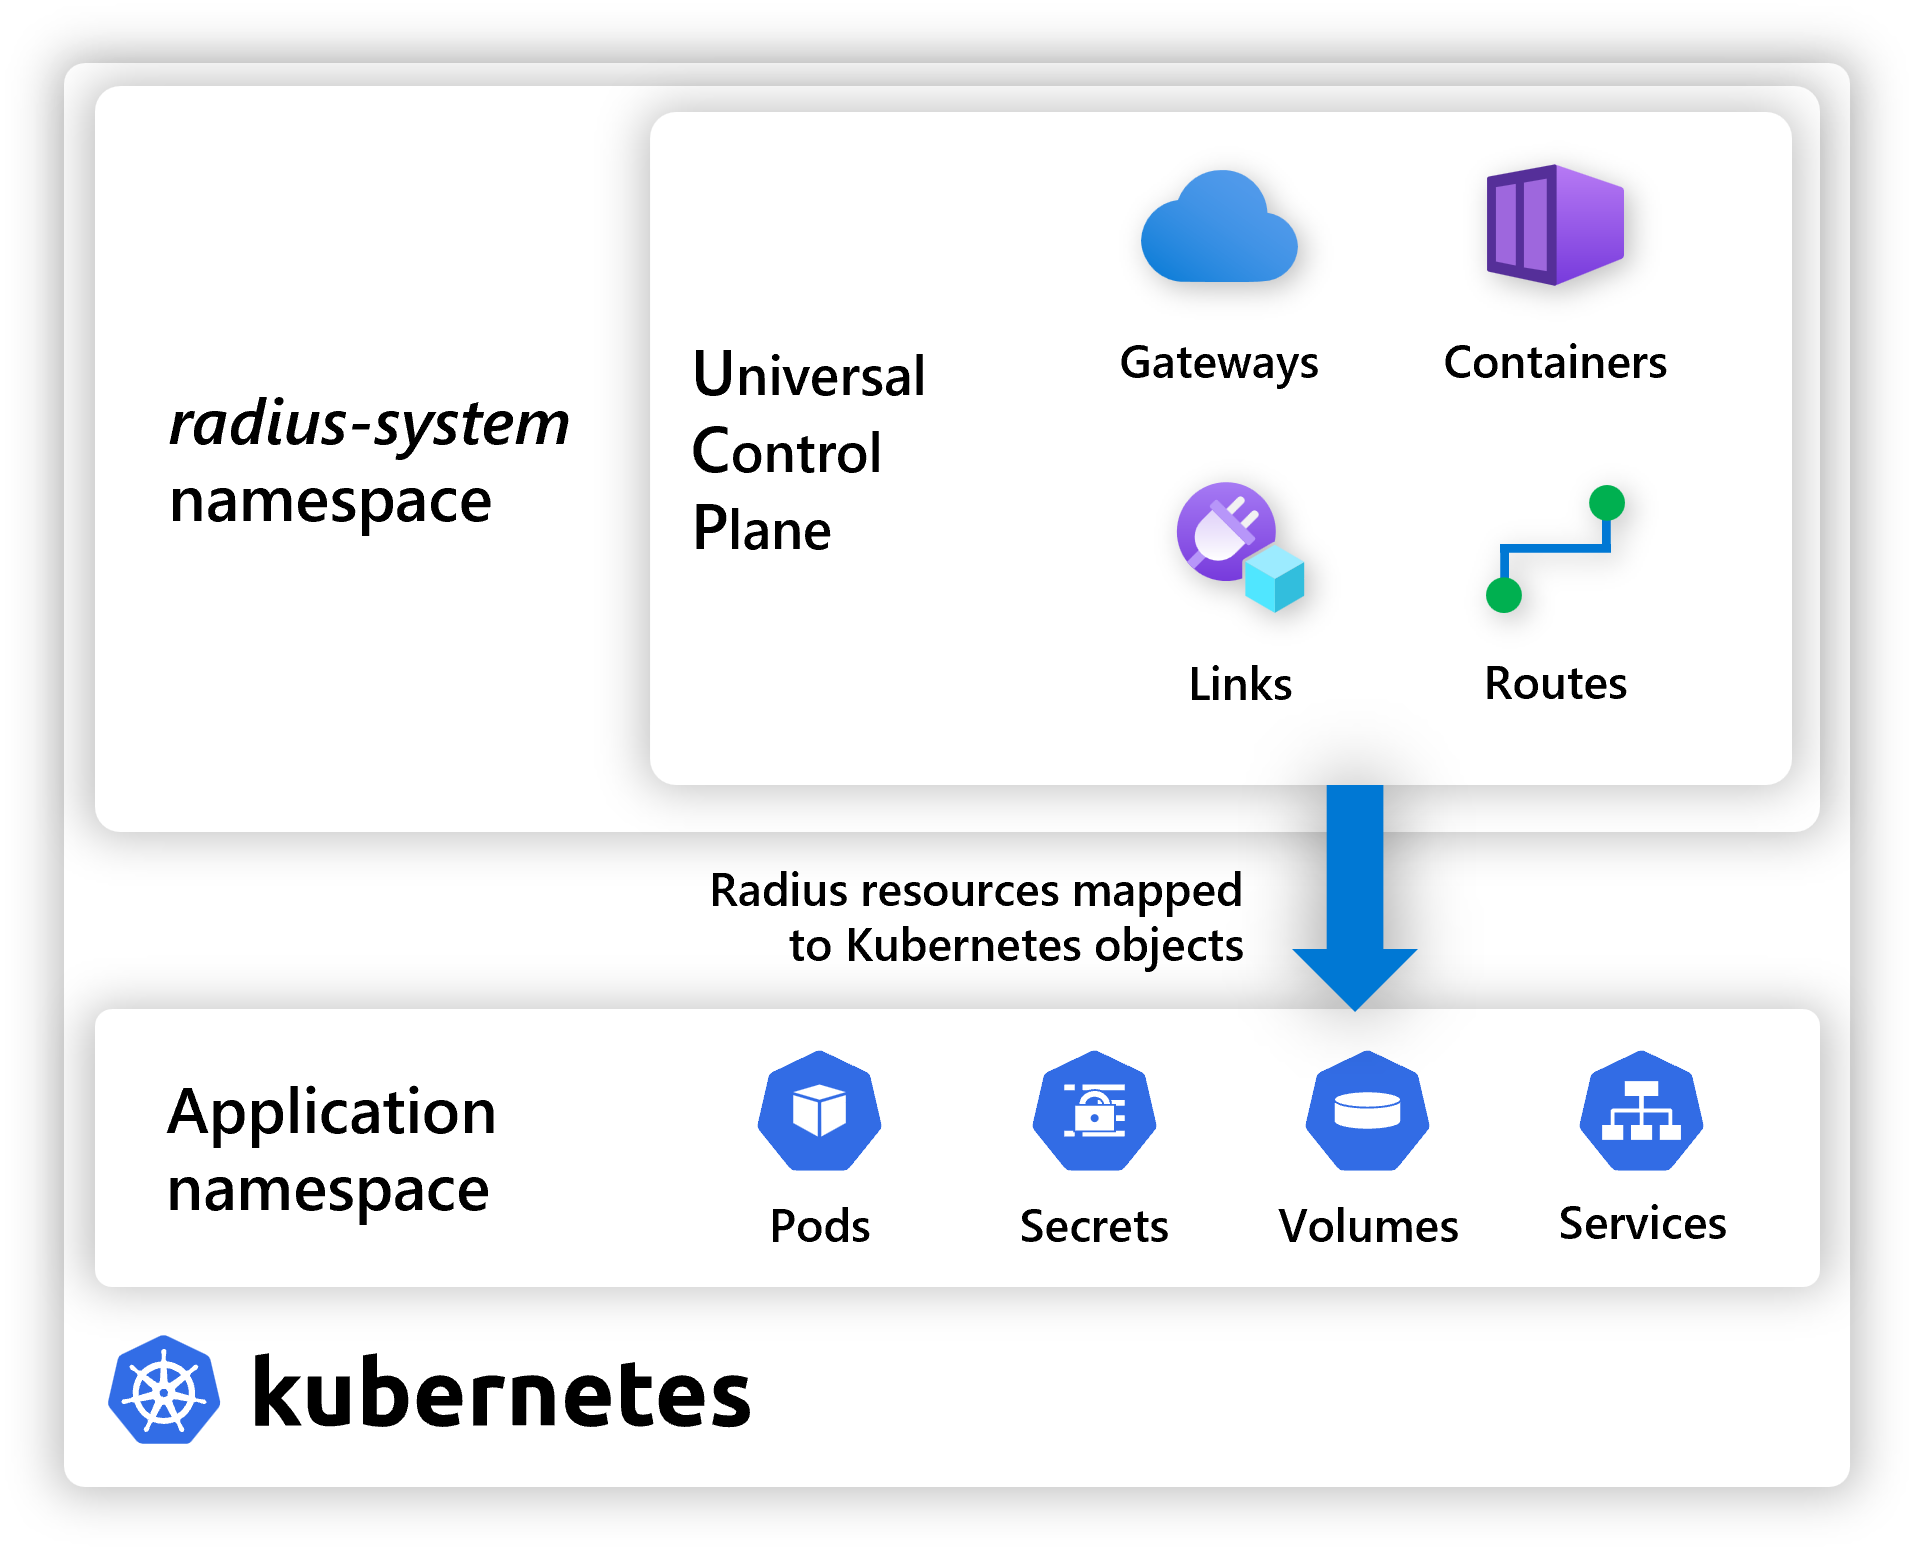 radius-system
namespace
Universal
Control
Plane
Gateways
Containers
Links
Routes
Radius resources mapped
to Kubernetes objects
Application
namespace
Pods
Secrets
Volumes
Services
kubernetes